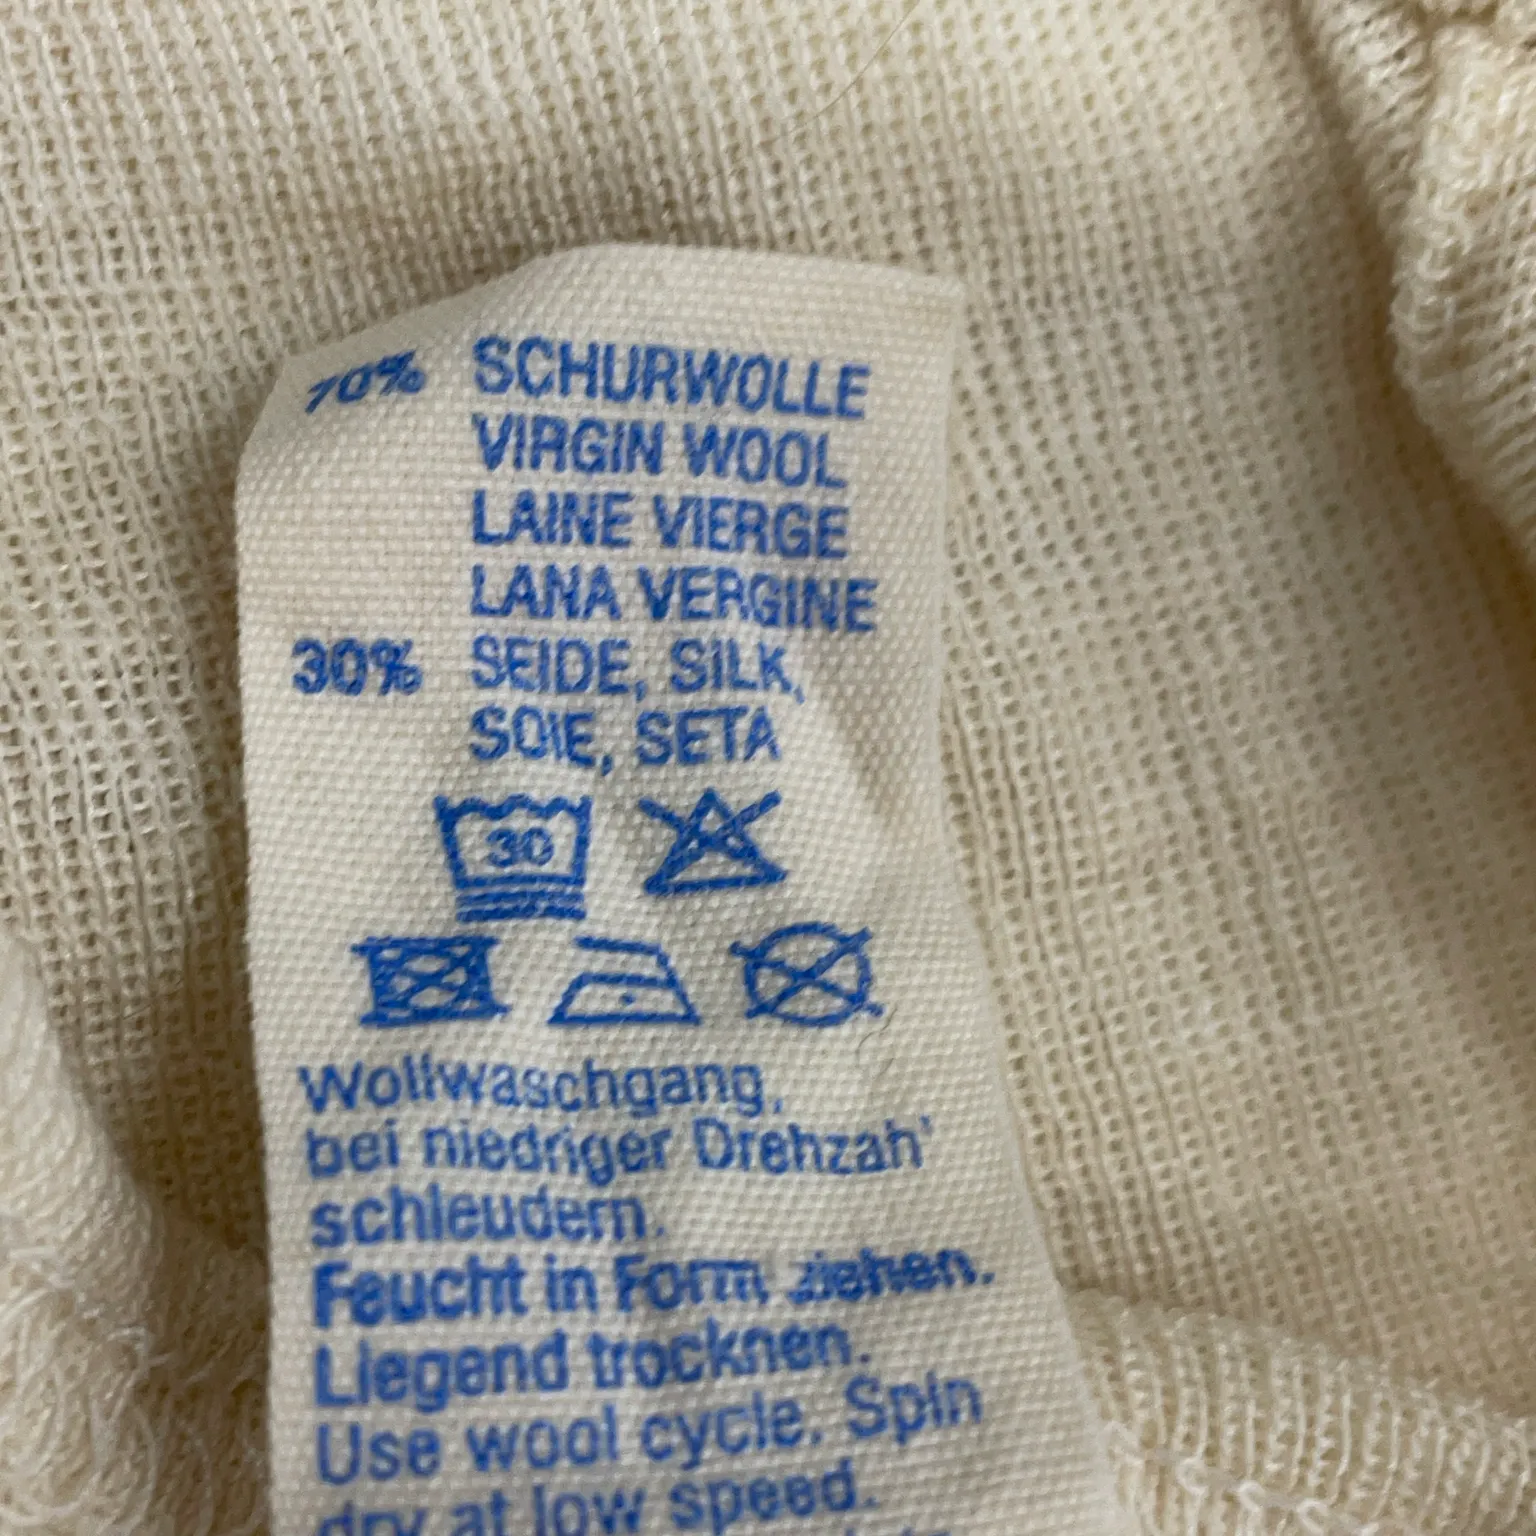 70% SCHURWOLLE
VIRGIN WOOL
LAINE VIERGE
LANA VERGINE
30% SEIDE, SILK,
SOIE, SETA
30
Wollwaschgang,
bei niedriger Drehzahl
schleudern.
Feucht in Form ziehen.
Liegend trocknen.
Use wool cycle. Spin
dry at low speed.